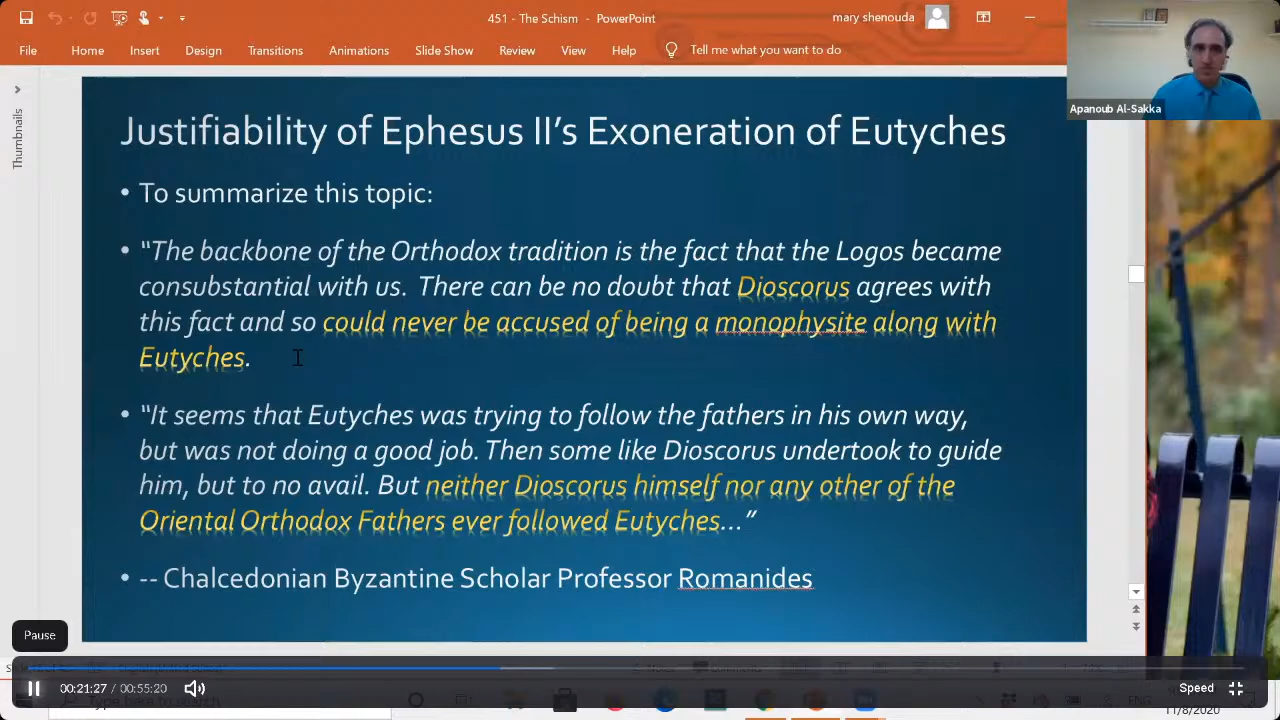 451 - The Schism - PowerPoint
mary shenouda
File Home Insert Design Transitions Animations Slide Show Review View Help Tell me what you want to do
Apanoub Al-Sakka
Thumbnails
Justifiability of Ephesus II's Exoneration of Eutyches
• To summarize this topic:
• “The backbone of the Orthodox tradition is the fact that the Logos became
consubstantial with us. There can be no doubt that Dioscorus agrees with
this fact and so could never be accused of being a monophysite along with
Eutyches.
• “It seems that Eutyches was trying to follow the fathers in his own way,
but was not doing a good job. Then some like Dioscorus undertook to guide
him, but to no avail. But neither Dioscorus himself nor any other of the
Oriental Orthodox Fathers ever followed Eutyches…”
• -- Chalcedonian Byzantine Scholar Professor Romanides
Pause
00:21:27 / 00:55:20
Speed
11/8/2020